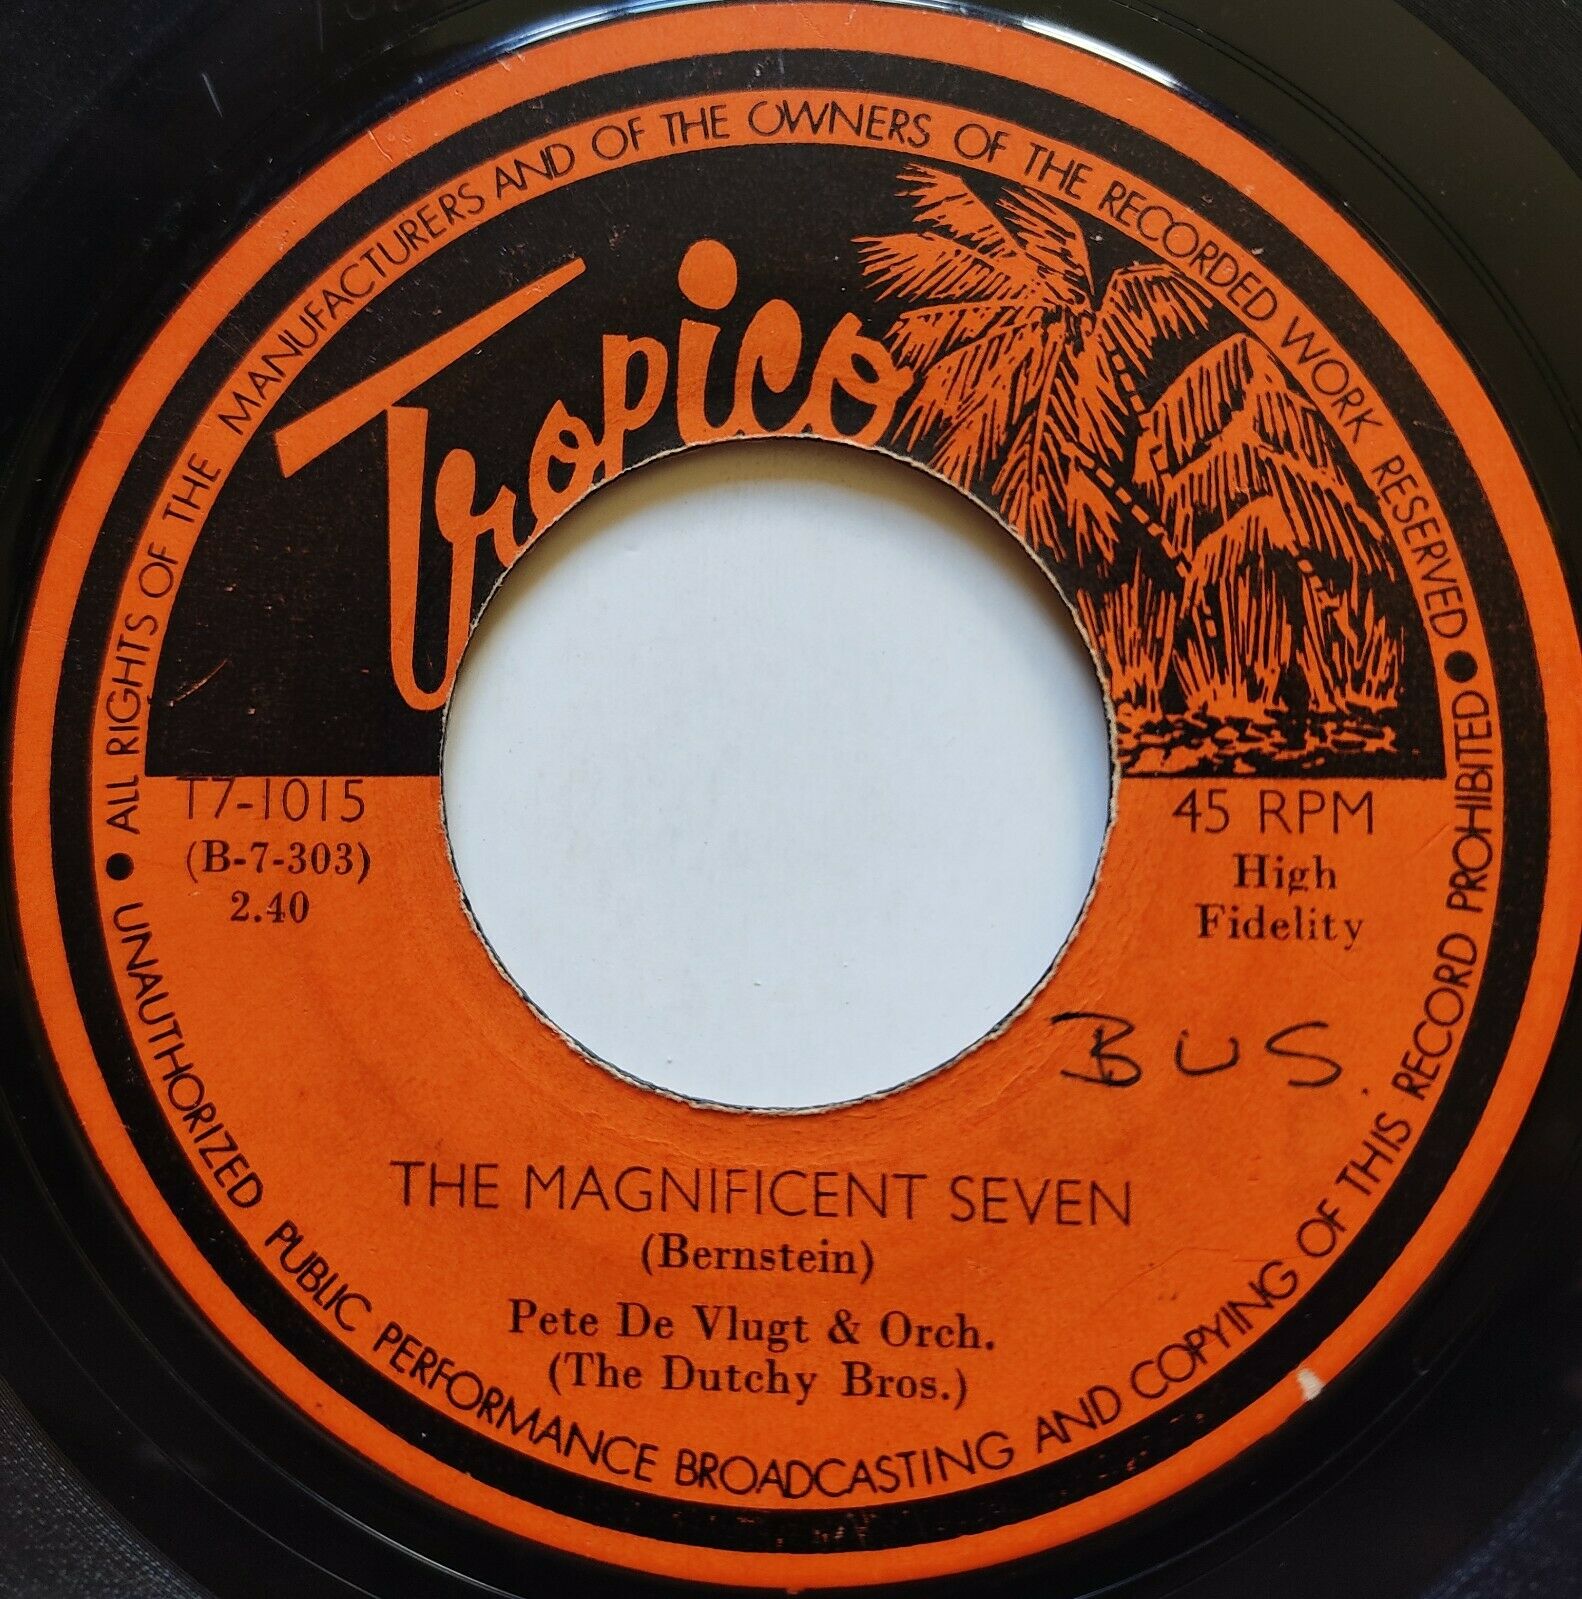 ALL RIGHTS OF THE MANUFACTURERS AND OF THE OWNERS OF THE RECORDED WORK RESERVED ●
Tropico
T7-1015
(B-7-303)
2.40
45 RPM
High
Fidelity
BUS.
THE MAGNIFICENT SEVEN
(Bernstein)
Pete De Vlugt & Orch.
(The Dutchy Bros.)
● UNAUTHORIZED PUBLIC PERFORMANCE BROADCASTING AND COPYING OF THIS RECORD PROHIBITED